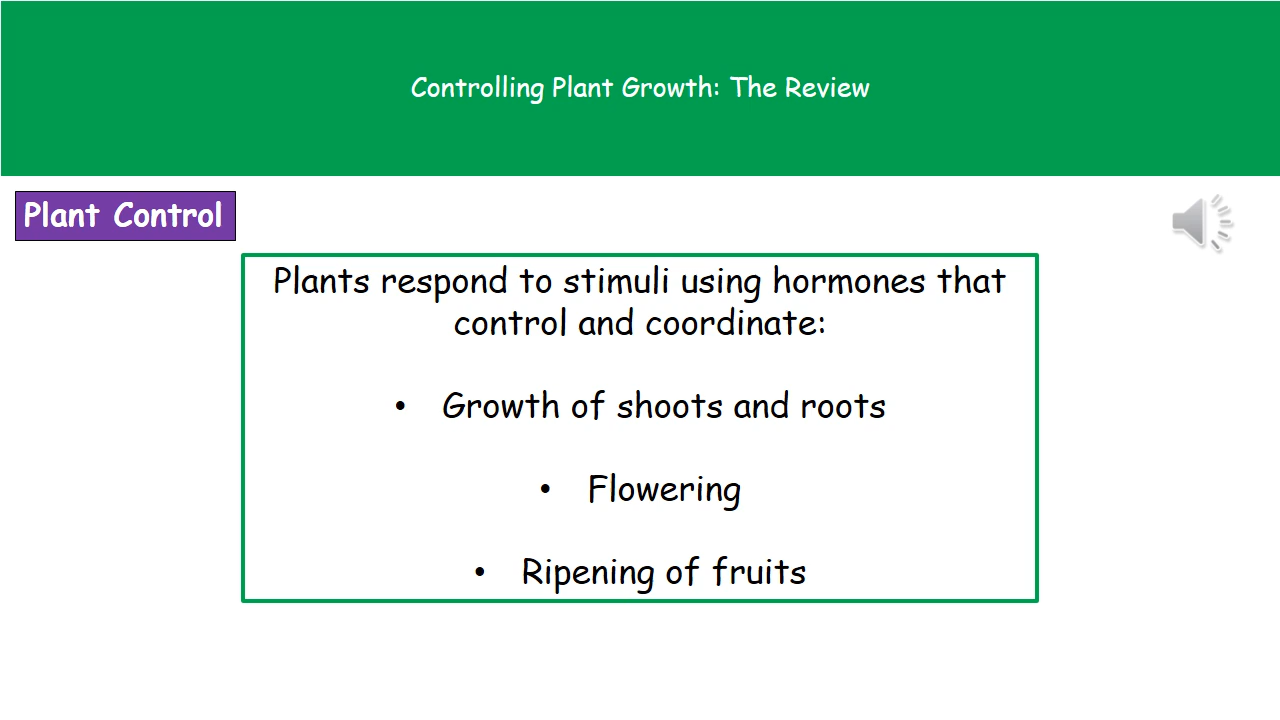 Controlling Plant Growth: The Review
Plant Control
Plants respond to stimuli using hormones that
control and coordinate:
• Growth of shoots and roots
• Flowering
• Ripening of fruits